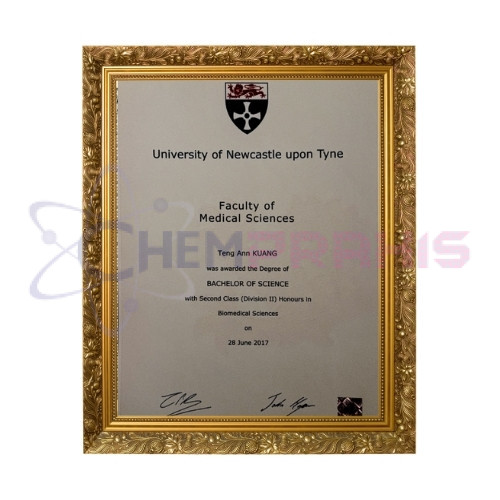 University of Newcastle upon Tyne
Faculty of
Medical Sciences
CHEMPRAXIS
Teng Ann KUANG
was awarded the Degree of
BACHELOR OF SCIENCE
with Second Class (Division II) Honours in
Biomedical Sciences
on
28 June 2017